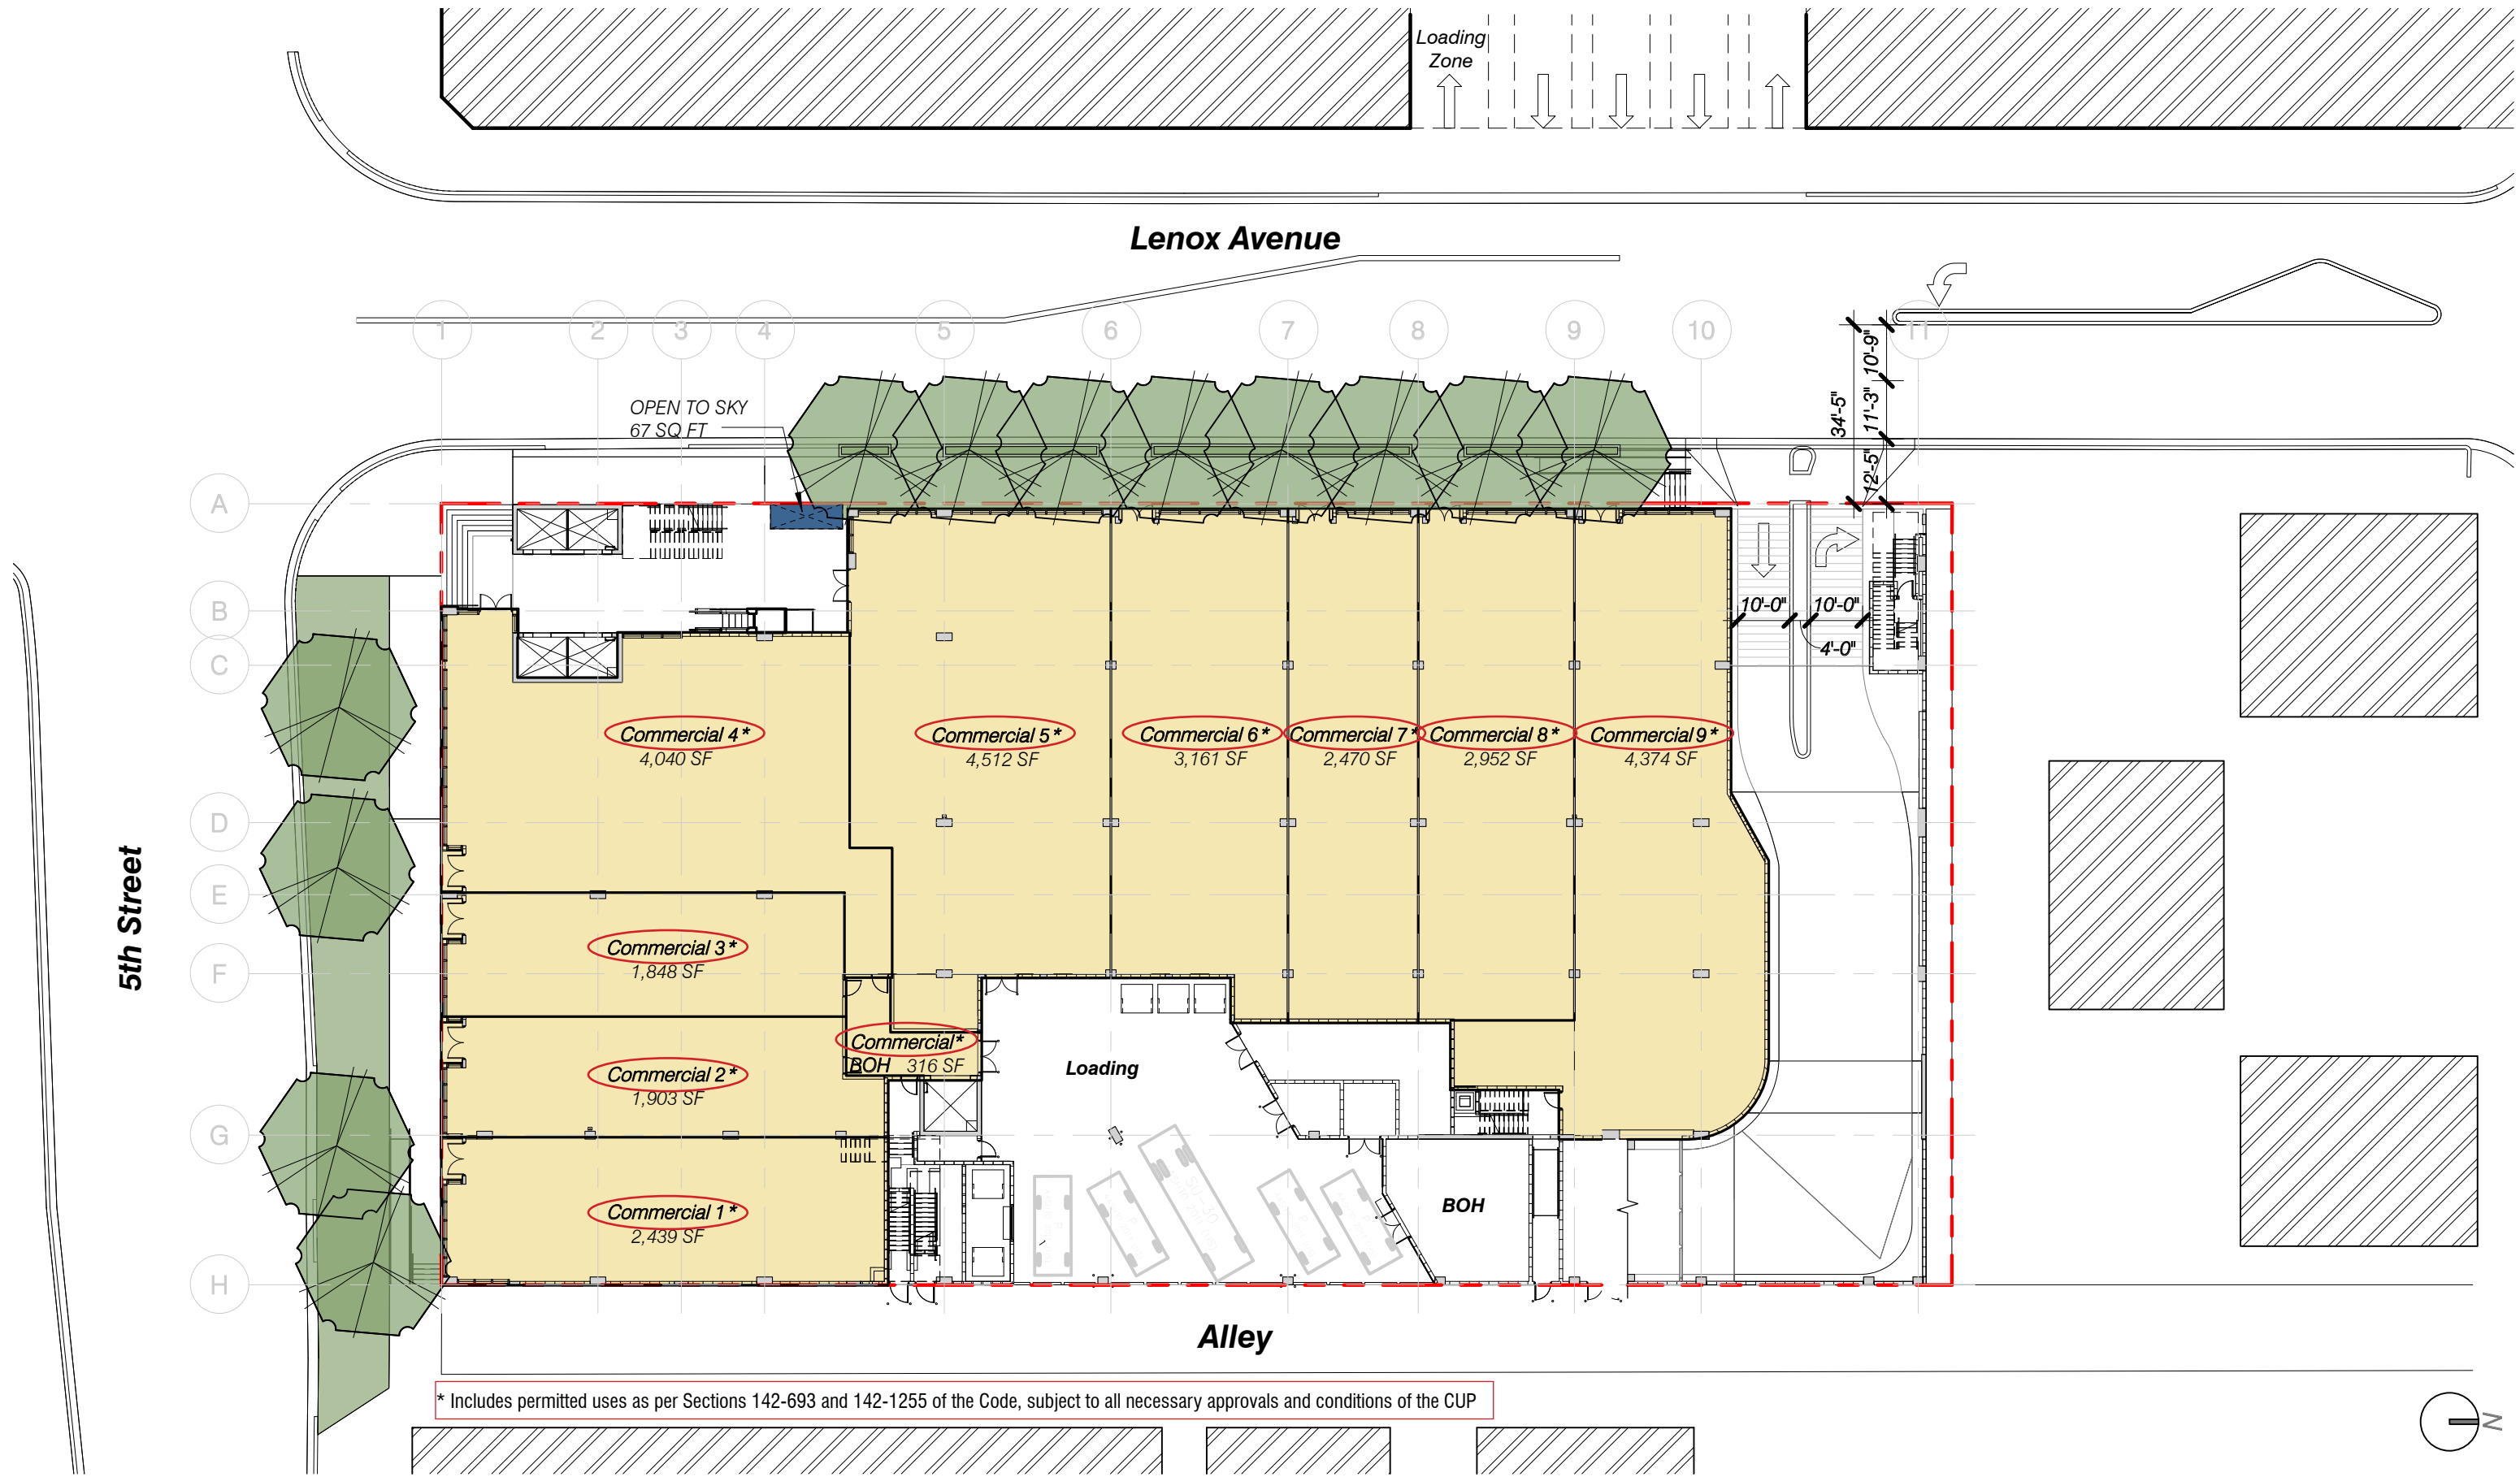 Loading
Zone
Lenox Avenue
1
2
3
4
5
6
7
8
9
10
11
10'-9"
34'-5"
11'-3"
12'-5"
OPEN TO SKY
67 SQ FT
A
B
C
D
E
F
G
H
10'-0"
10'-0"
4'-0"
Commercial 4*
4,040 SF
Commercial 5*
4,512 SF
Commercial 6*
3,161 SF
Commercial 7*
2,470 SF
Commercial 8*
2,952 SF
Commercial 9*
4,374 SF
5th Street
Commercial 3*
1,848 SF
Commercial*
BOH 316 SF
Commercial 2*
1,903 SF
Loading
Commercial 1*
2,439 SF
BOH
Alley
* Includes permitted uses as per Sections 142-693 and 142-1255 of the Code, subject to all necessary approvals and conditions of the CUP
N